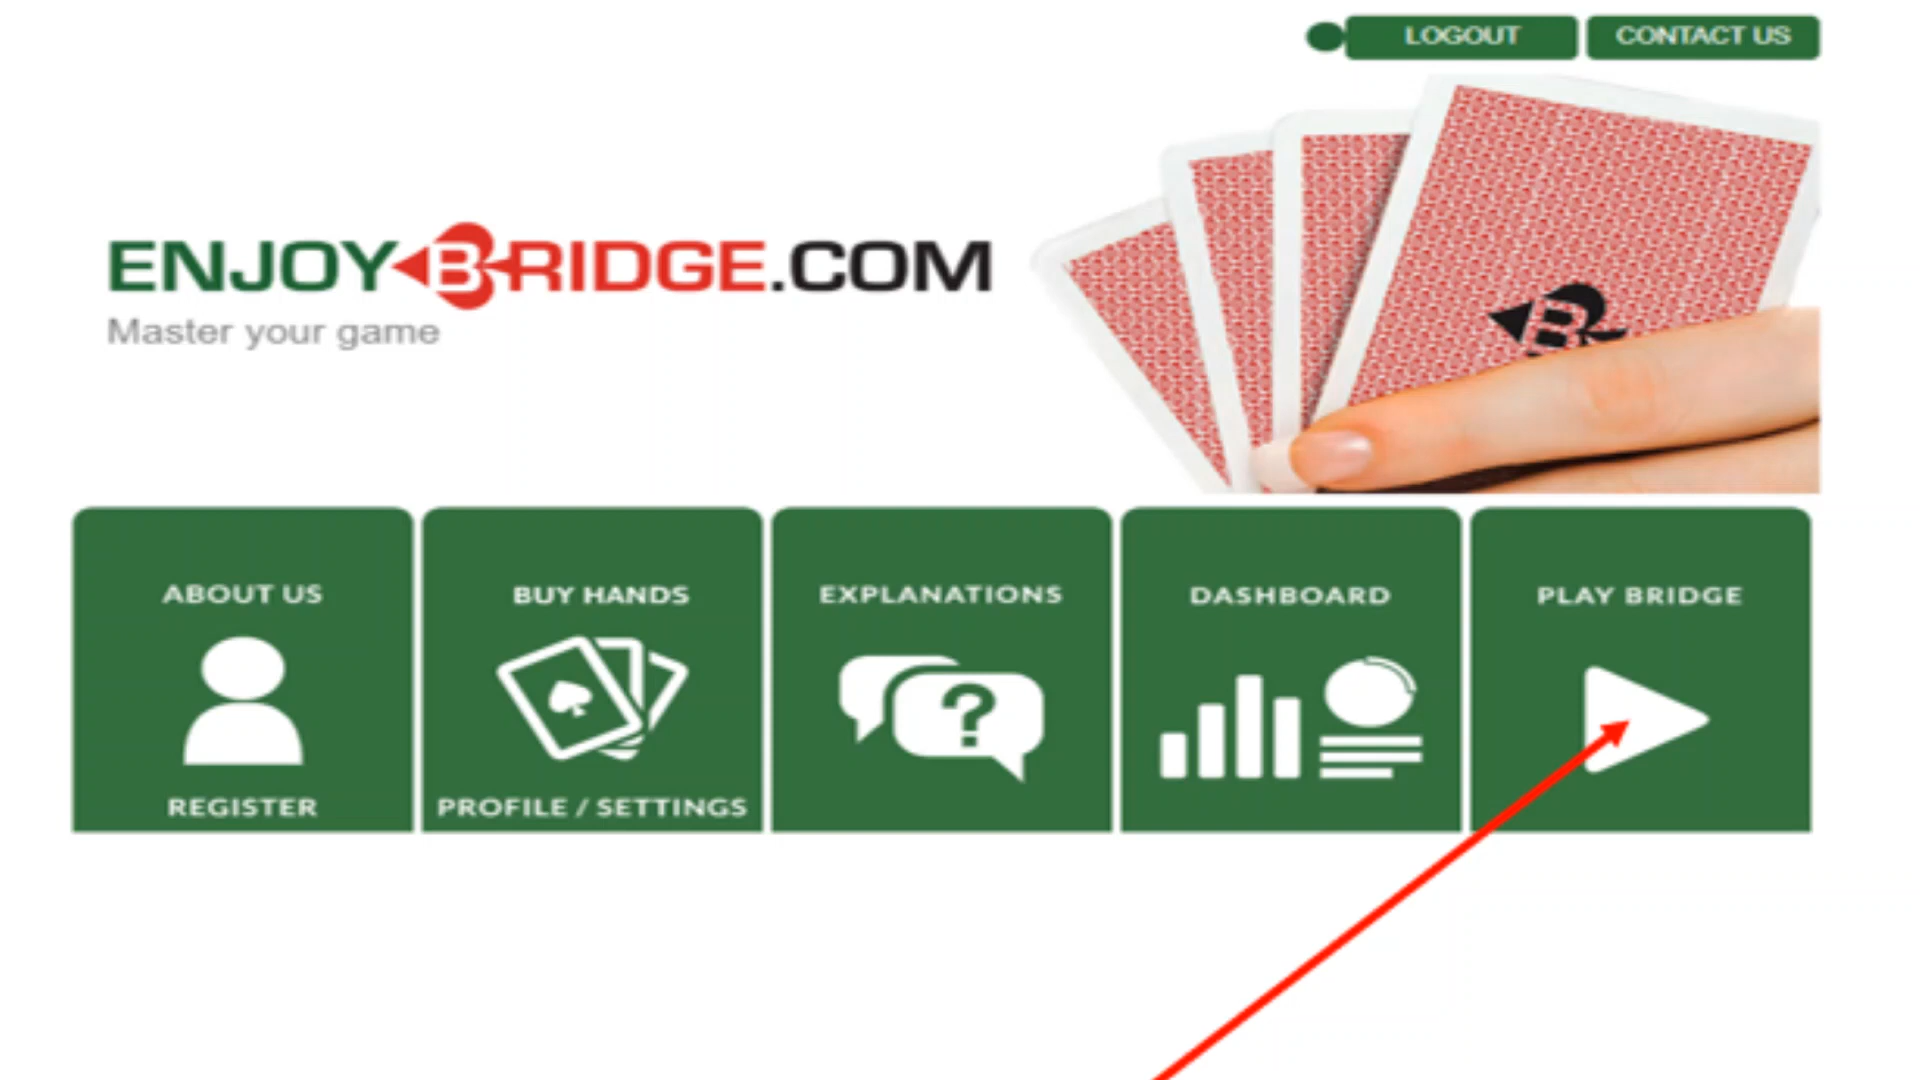 LOGOUT
CONTACT US
ENJOYBRIDGE.COM
Master your game
ABOUT US
REGISTER
BUY HANDS
PROFILE / SETTINGS
EXPLANATIONS
?
DASHBOARD
PLAY BRIDGE